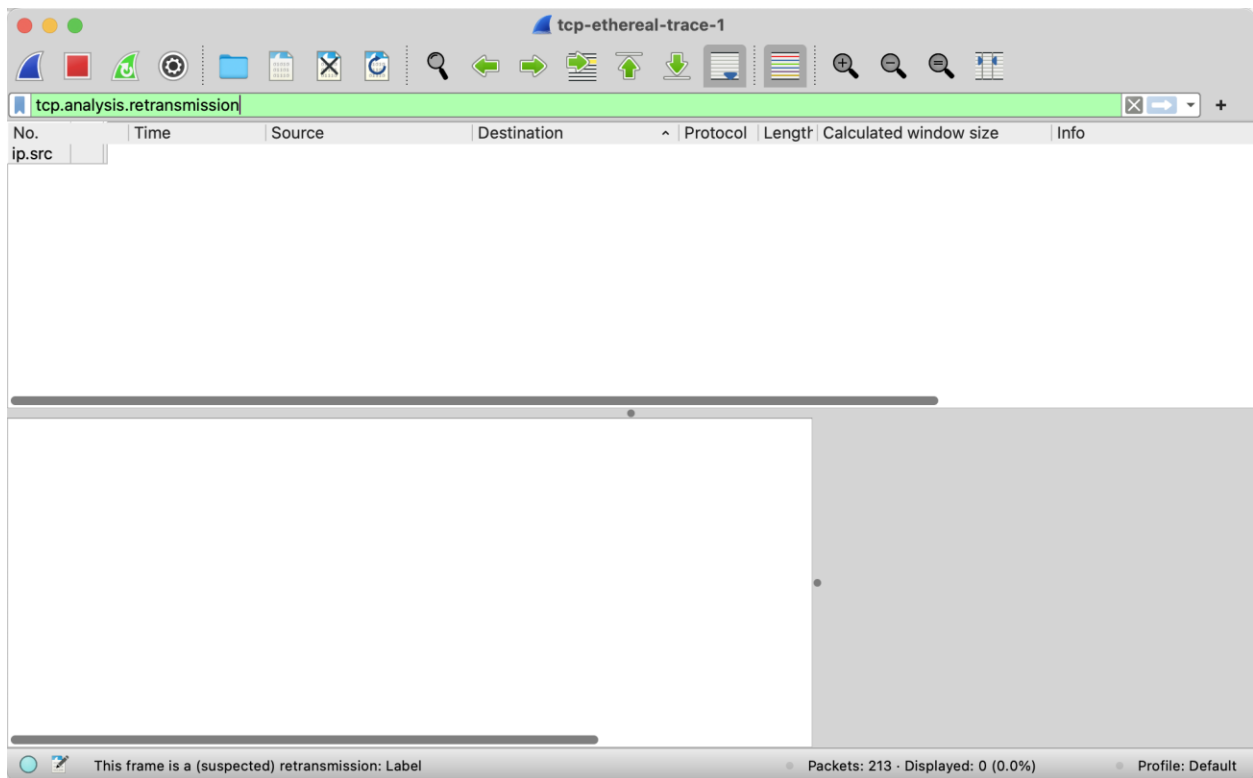 tcp-ethereal-trace-1
tcp.analysis.retransmission
+
No. Time Source Destination Protocol Length Calculated window size Info
ip.src
This frame is a (suspected) retransmission: Label Packets: 213 · Displayed: 0 (0.0%) Profile: Default